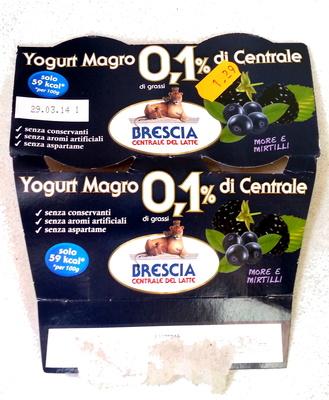 Yogurt Magro 0,1% di Centrale
di grassi
1,29
solo
59 kcal*
*per 100g
29.03.14 1
✓ senza conservanti
✓ senza aromi artificiali
✓ senza aspartame
BRESCIA
CENTRALE DEL LATTE
MORE E
MIRTILLI
Yogurt Magro 0,1% di Centrale
di grassi
✓ senza conservanti
✓ senza aromi artificiali
✓ senza aspartame
solo
59 kcal*
*per 100g
BRESCIA
CENTRALE DEL LATTE
MORE E
MIRTILLI